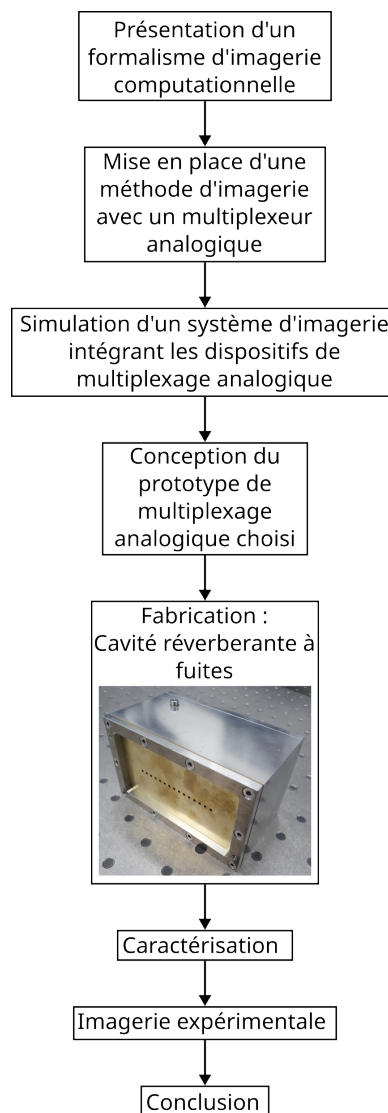 Présentation d'un
formalisme d'imagerie
computationnelle
Mise en place d'une
méthode d'imagerie
avec un multiplexeur
analogique
Simulation d'un système d'imagerie
intégrant les dispositifs de
multiplexage analogique
Conception du
prototype de
multiplexage
analogique choisi
Fabrication :
Cavité réverberante à
fuites
Caractérisation
Imagerie expérimentale
Conclusion